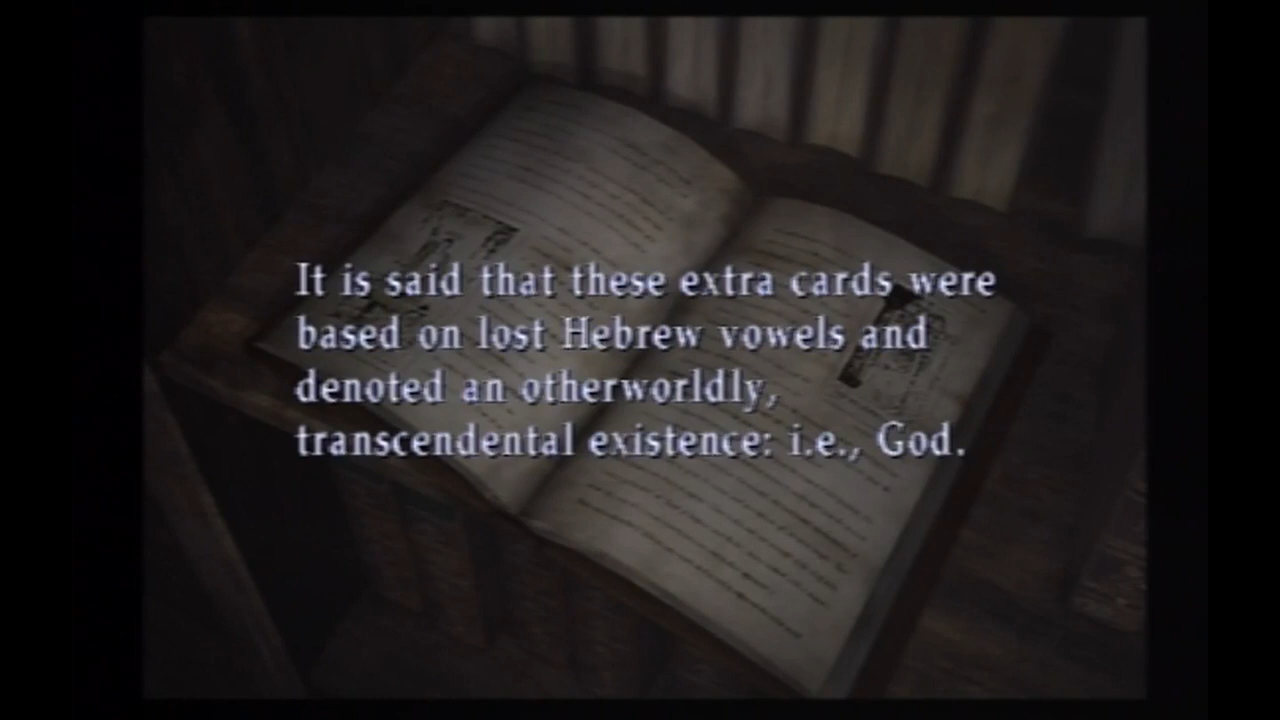 It is said that these extra cards were
based on lost Hebrew vowels and
denoted an otherworldly,
transcendental existence: i.e., God.